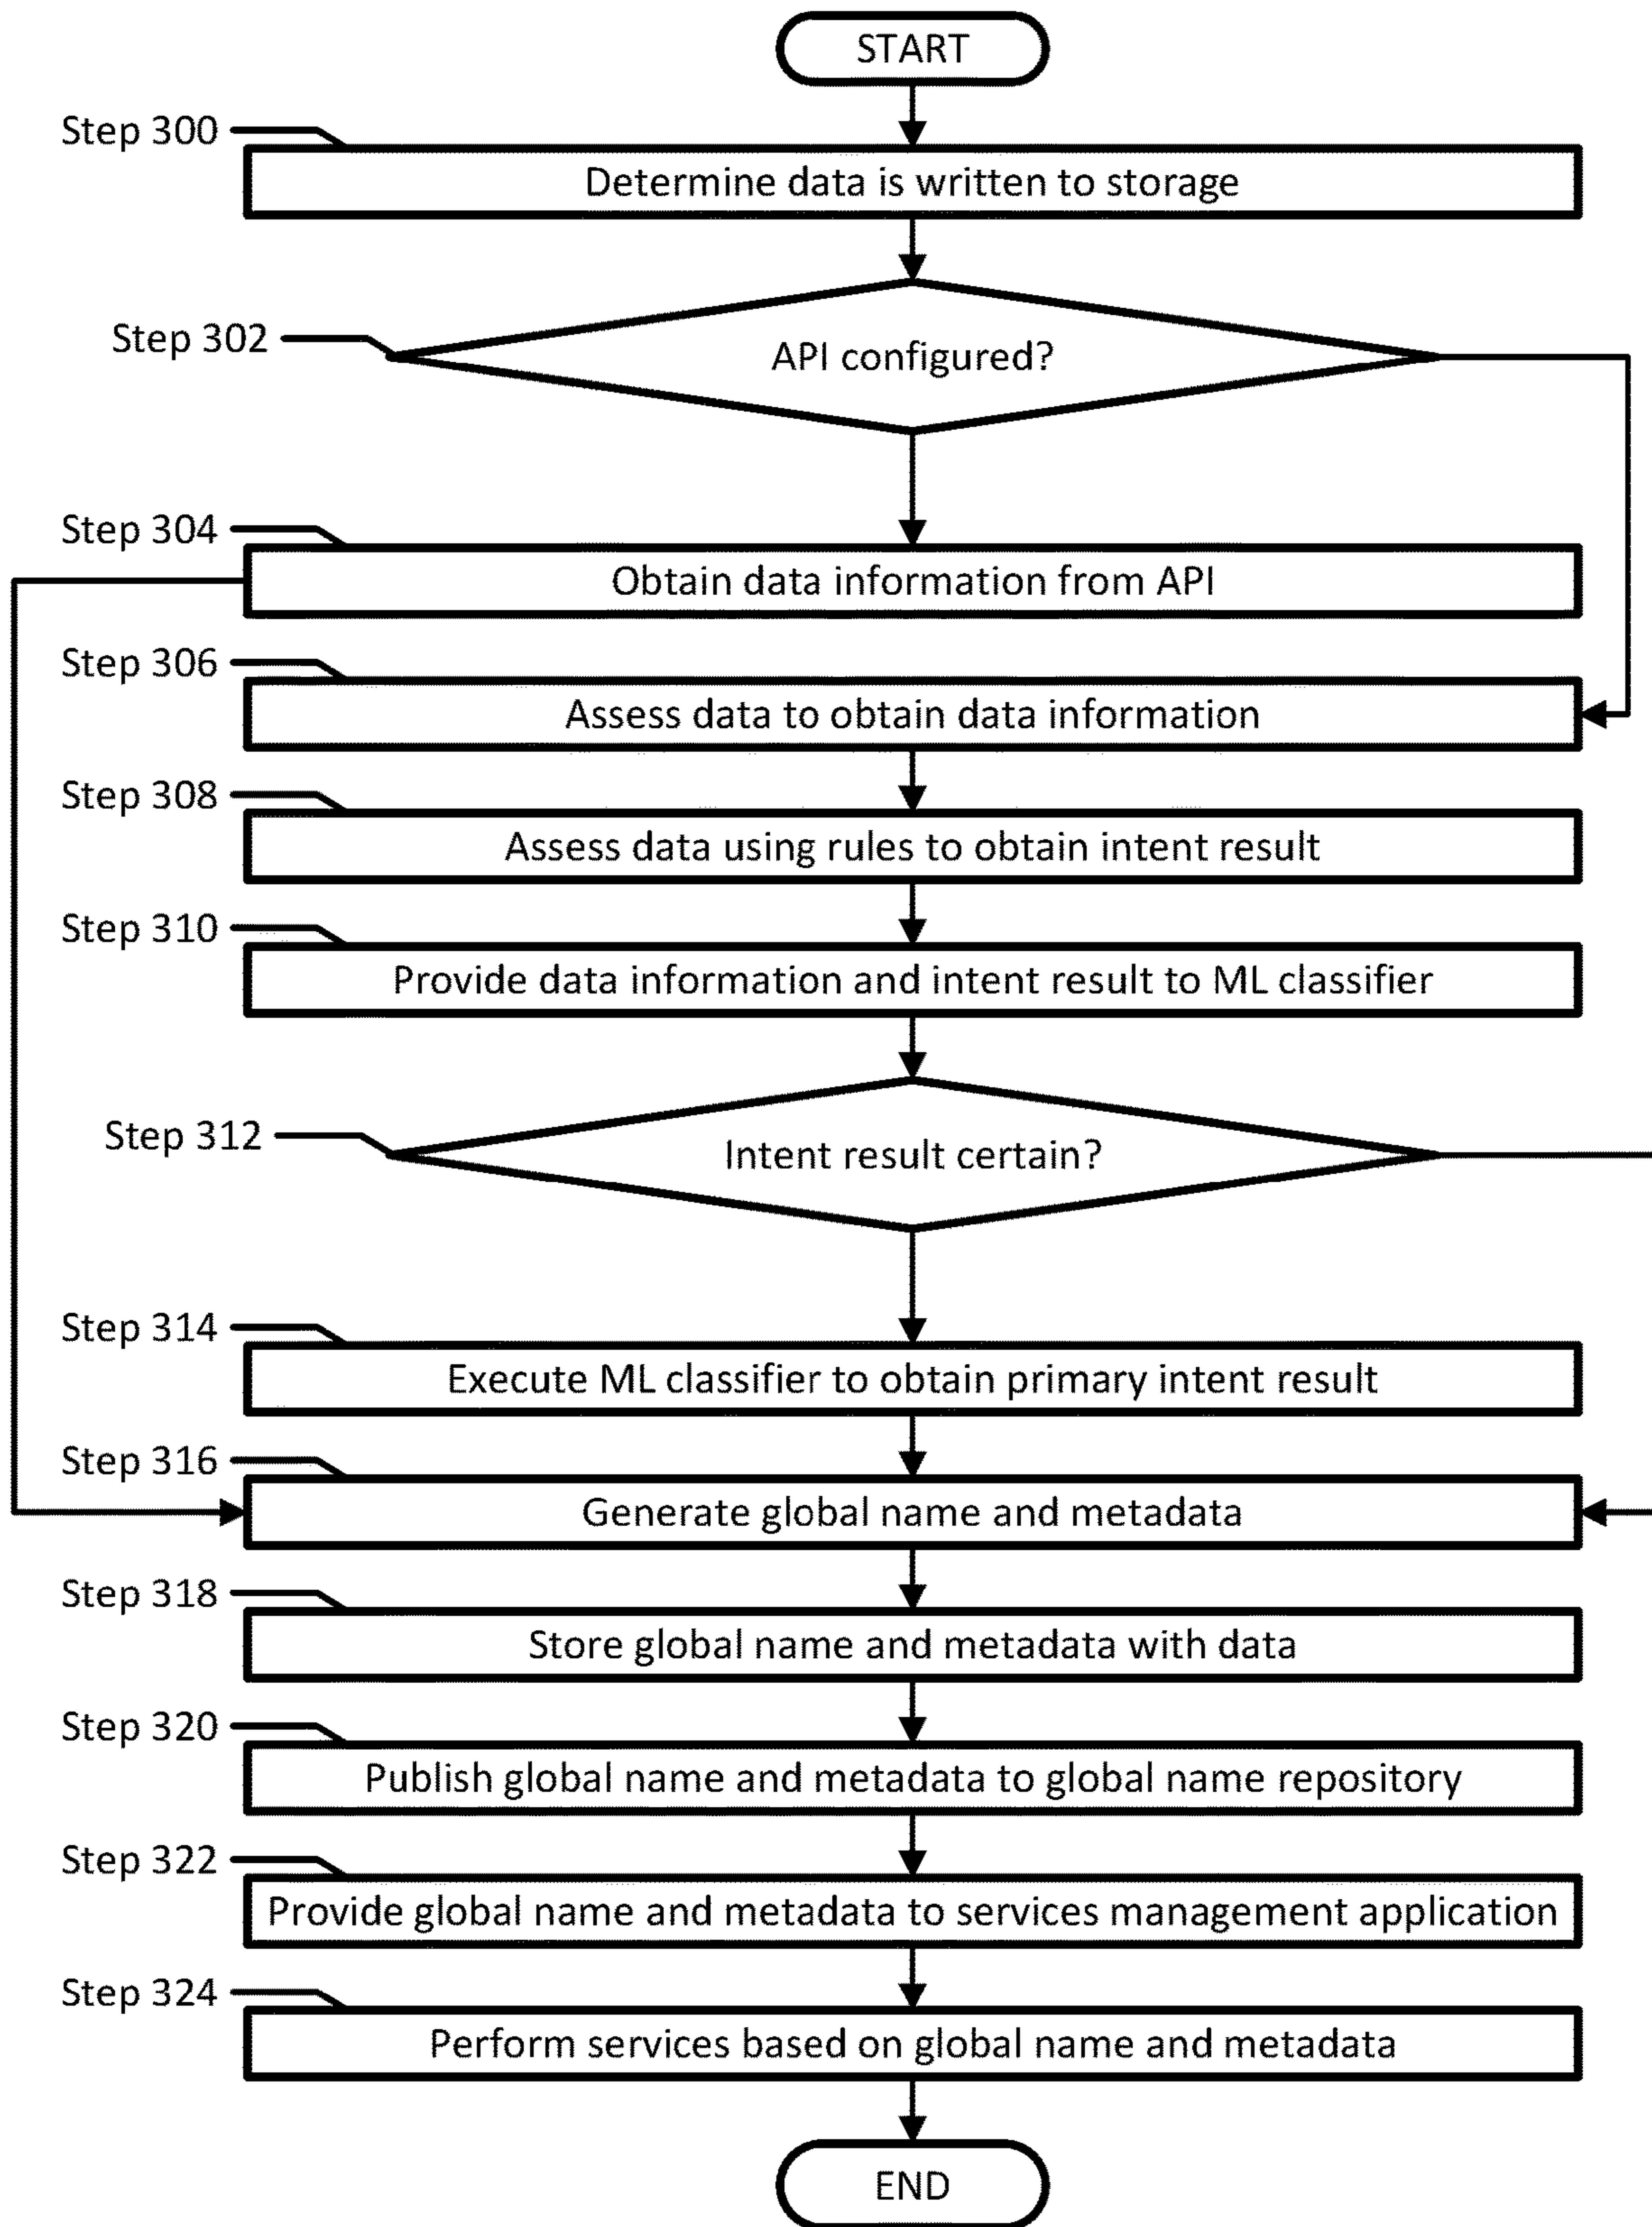 START
Step 300
Determine data is written to storage
Step 302
API configured?
Step 304
Obtain data information from API
Step 306
Assess data to obtain data information
Step 308
Assess data using rules to obtain intent result
Step 310
Provide data information and intent result to ML classifier
Step 312
Intent result certain?
Step 314
Execute ML classifier to obtain primary intent result
Step 316
Generate global name and metadata
Step 318
Store global name and metadata with data
Step 320
Publish global name and metadata to global name repository
Step 322
Provide global name and metadata to services management application
Step 324
Perform services based on global name and metadata
END